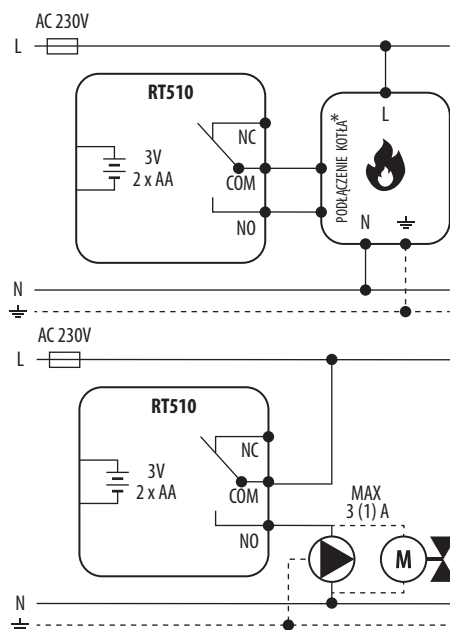 AC 230V
L
RT510
L
NC
3V
2 x AA
COM
PODŁĄCZENIE KOTŁA*
NO
N
N
AC 230V
L
RT510
NC
3V
2 x AA
COM
MAX
3 (1) A
NO
M
N